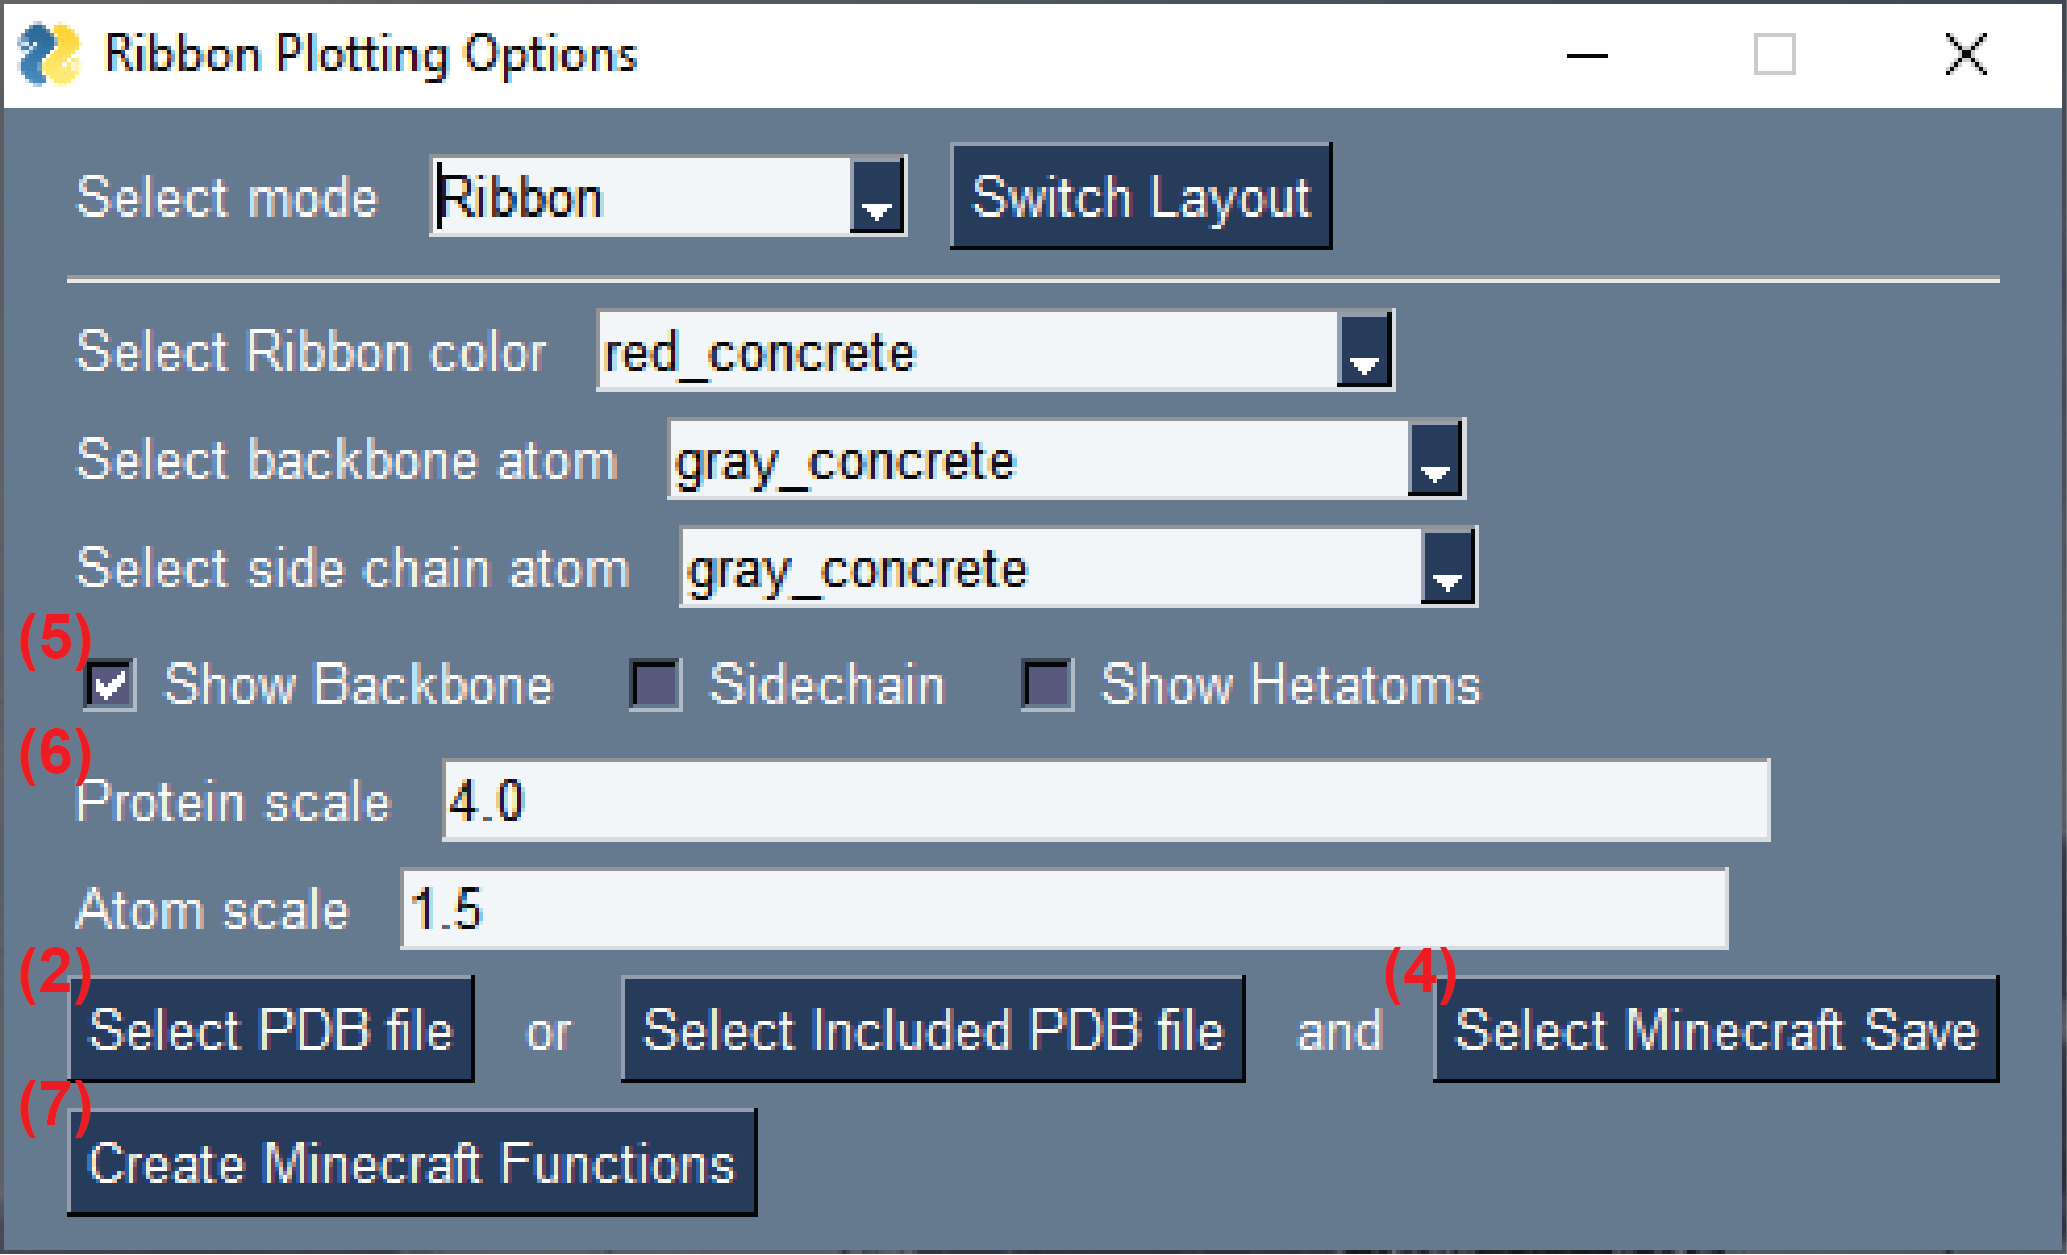 Ribbon Plotting Options
Select mode Ribbon Switch Layout
Select Ribbon color red_concrete
Select backbone atom gray_concrete
Select side chain atom gray_concrete
(5)
Show Backbone Sidechain Show Hetatoms
(6)
Protein scale 4.0
Atom scale 1.5
(2) (4)
Select PDB file or Select Included PDB file and Select Minecraft Save
(7)
Create Minecraft Functions